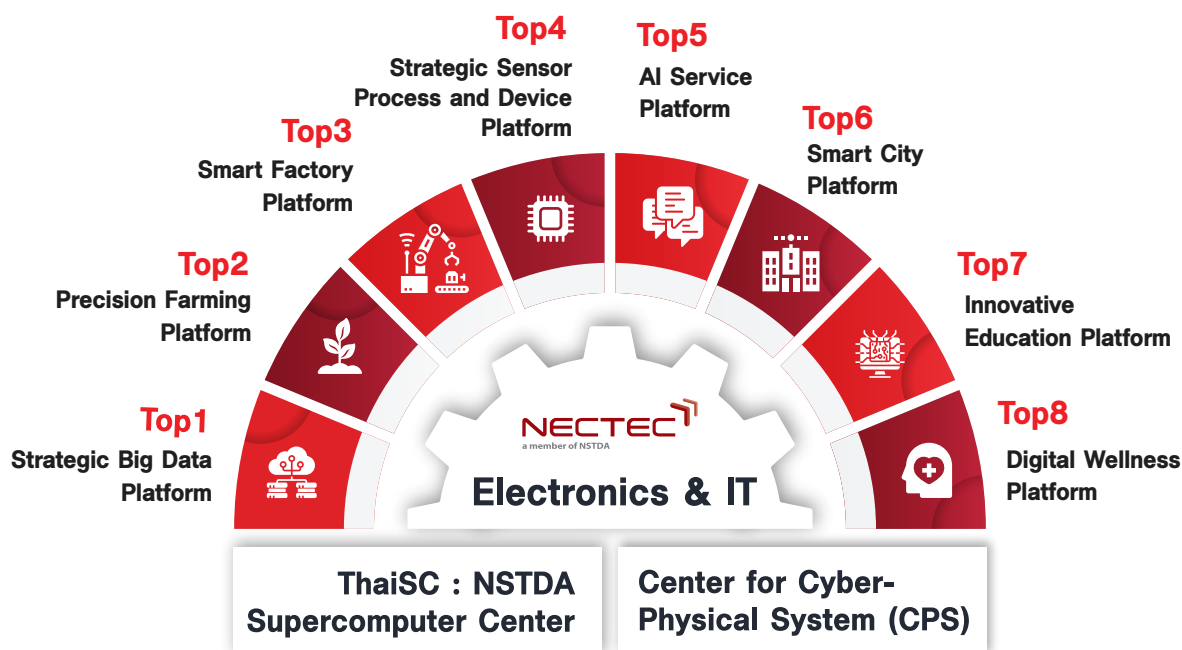 Top1
Strategic Big Data
Platform
Top2
Precision Farming
Platform
Top3
Smart Factory
Platform
Top4
Strategic Sensor
Process and Device
Platform
Top5
AI Service
Platform
Top6
Smart City
Platform
Top7
Innovative
Education Platform
Top8
Digital Wellness
Platform
NECTEC
a member of NSTDA
Electronics & IT
ThaiSC : NSTDA
Supercomputer Center
Center for Cyber-
Physical System (CPS)